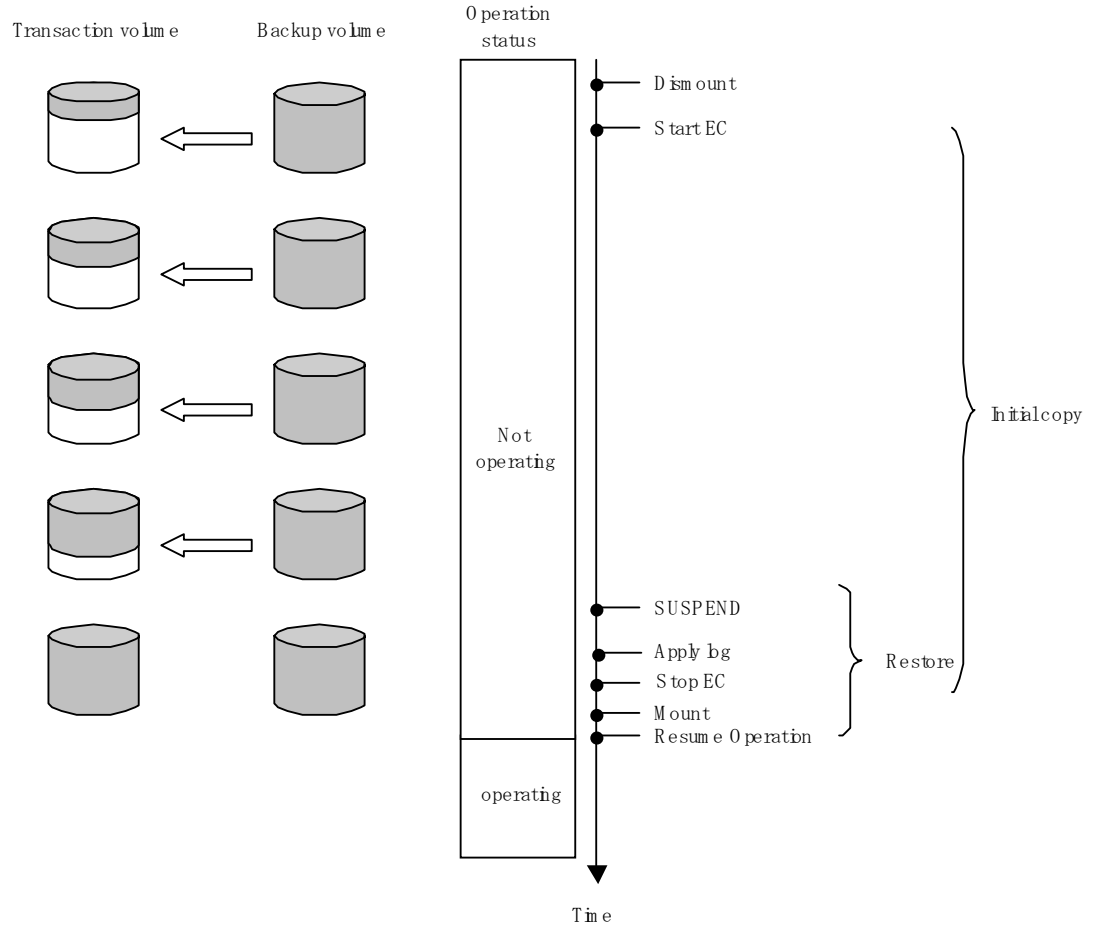 Transaction volume
Backup volume
Operation
status
Dismount
Start EC
Initial copy
Not
operating
SUSPEND
Apply log
Restore
Stop EC
Mount
Resume Operation
operating
Time